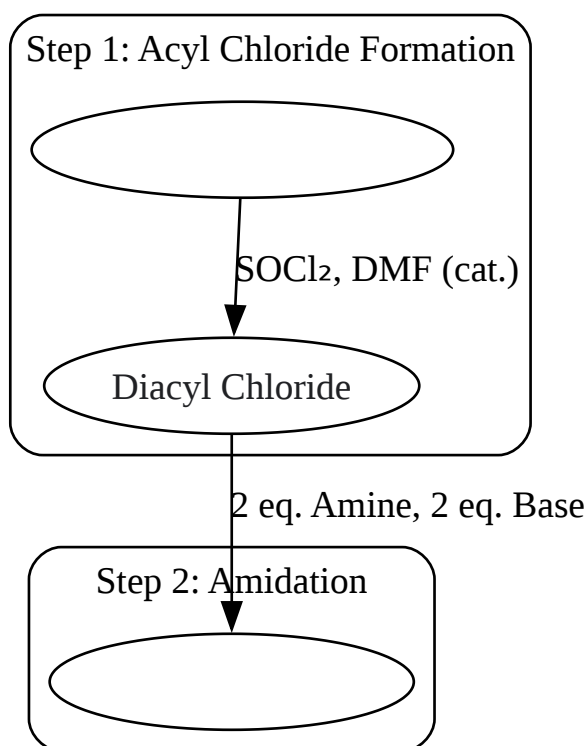 Step 1: Acyl Chloride Formation
SOCl₂, DMF (cat.)
Diacyl Chloride
2 eq. Amine, 2 eq. Base
Step 2: Amidation